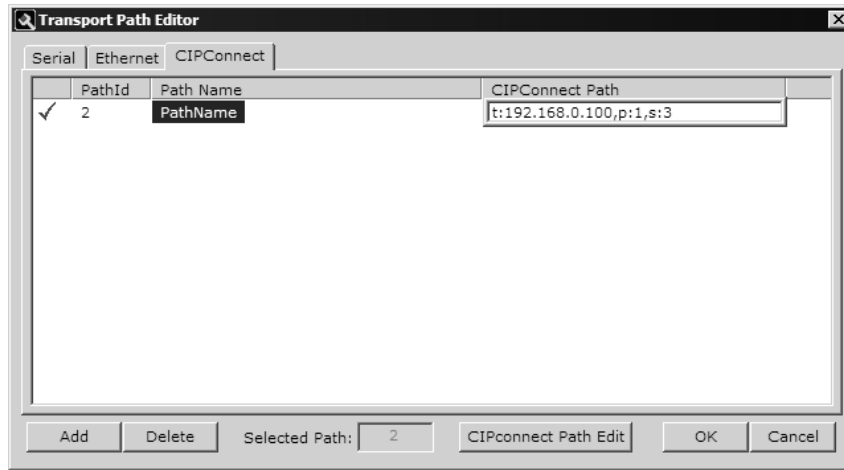 Transport Path Editor
Serial Ethernet CIPConnect
PathId Path Name CIPConnect Path
2 PathName t:192.168.0.100,p:1,s:3
Add Delete Selected Path: 2 CIPconnect Path Edit OK Cancel